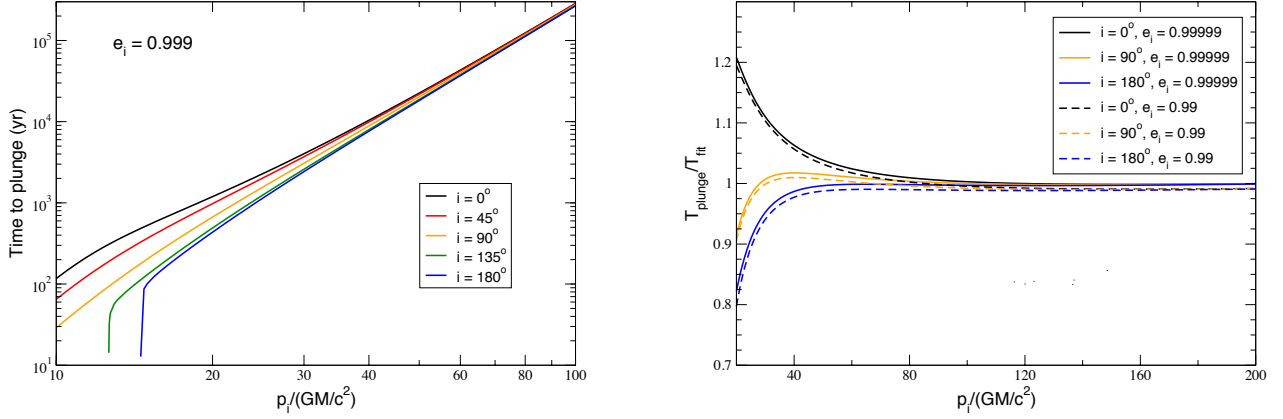 e_i = 0.999
Time to plunge (yr)
10^5
10^4
10^3
10^2
10^1
i = 0°
i = 45°
i = 90°
i = 135°
i = 180°
10 20 40 60 80 100
p_i/(GM/c^2)
T_plunge/T_fit
1.2
1.1
1
0.9
0.8
0.7
i = 0°, e_i = 0.99999
i = 90°, e_i = 0.99999
i = 180°, e_i = 0.99999
i = 0°, e_i = 0.99
i = 90°, e_i = 0.99
i = 180°, e_i = 0.99
40 80 120 160 200
p_i/(GM/c^2)